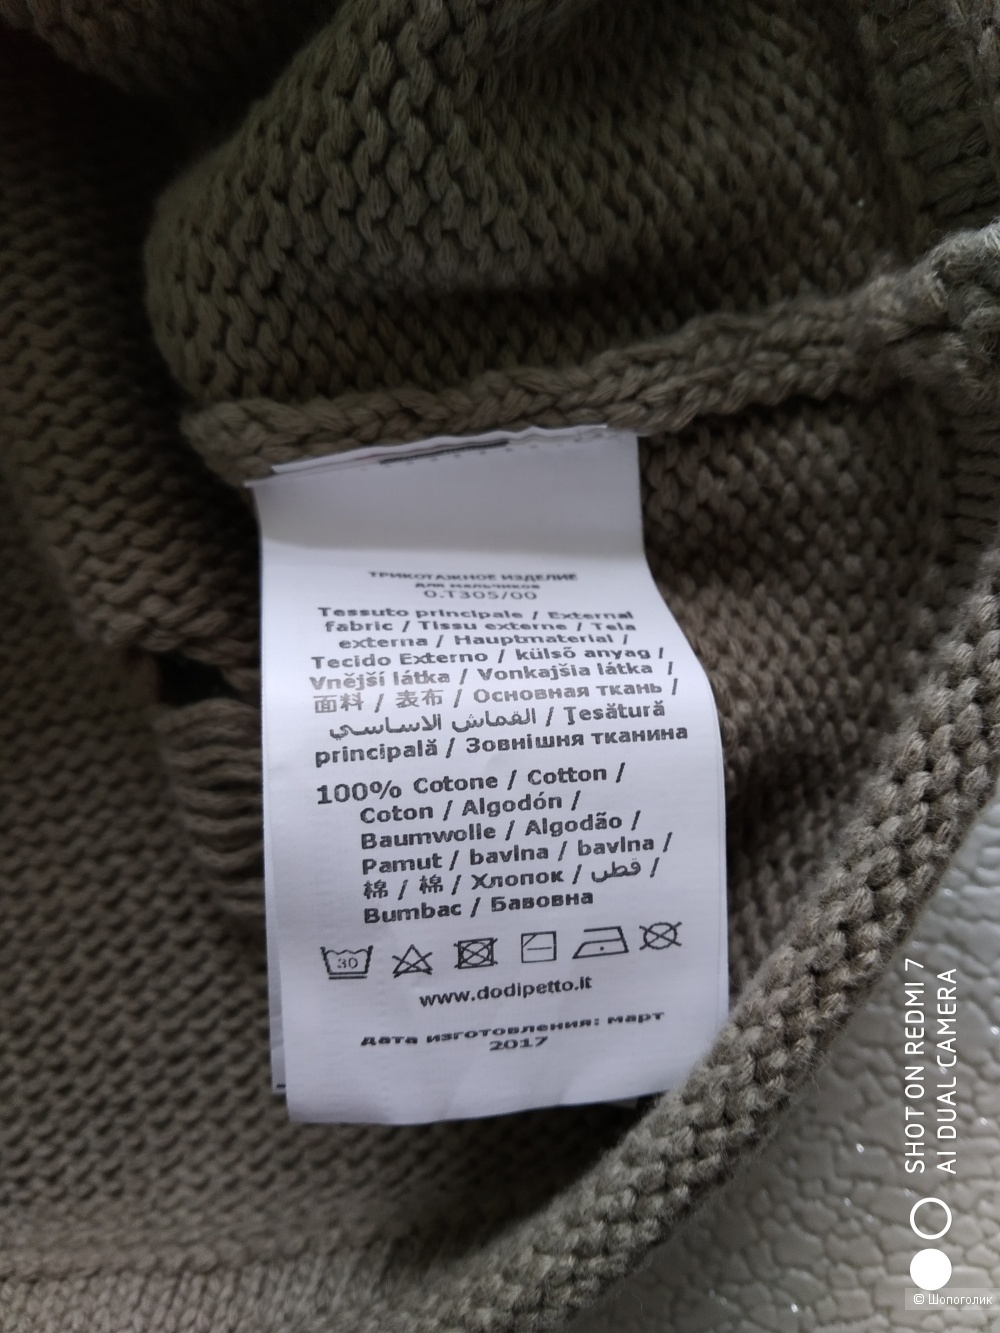 ТРИКОТАЖНОЕ ИЗДЕЛИЕ
ДЛЯ МАЛЬЧИКОВ
0.T305/00
Tessuto principale / External
fabric / Tissu externe / Tela
externa / Hauptmaterial /
Tecido Externo / külsõ anyag /
Vnější látka / Vonkajšia látka /
面料 / 表布 / Основная ткань /
القماش الاساسي / Ţesătură
principală / Зовнішня тканина
100% Cotone / Cotton /
Coton / Algodón /
Baumwolle / Algodão /
Pamut / bavlna / bavlna /
棉 / 棉 / Хлопок / قطن /
Bumbac / Бавовна
30
www.dodipetto.it
Дата изготовления: март
2017
SHOT ON REDMI 7
AI DUAL CAMERA
© Шопоголик